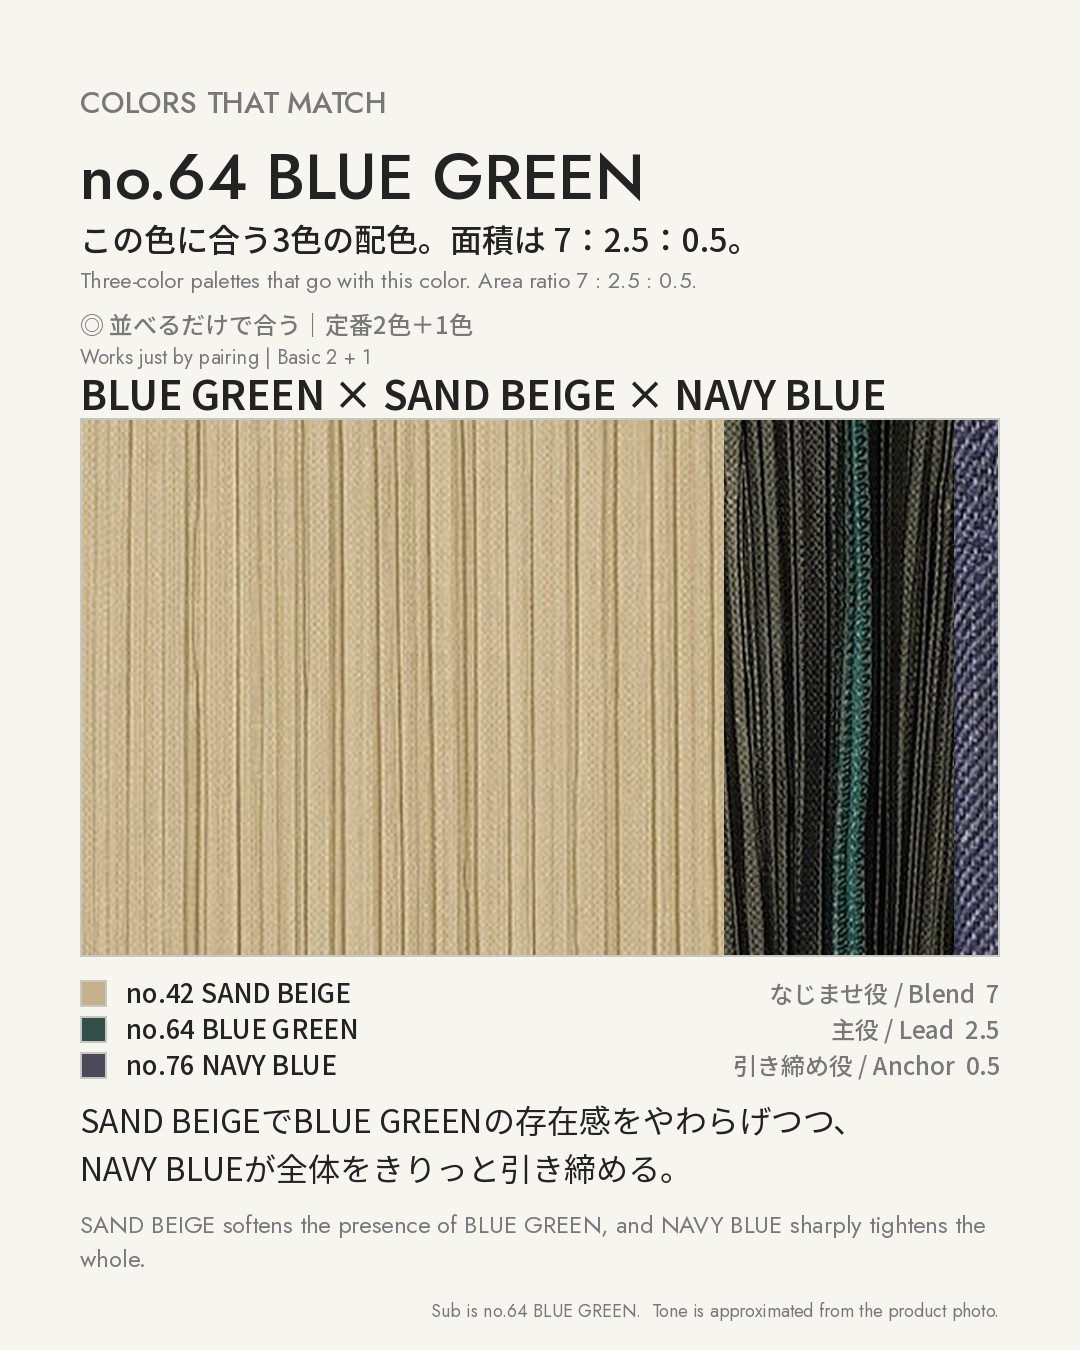 COLORS THAT MATCH
no.64 BLUE GREEN
この色に合う3色の配色。面積は 7：2.5：0.5。
Three-color palettes that go with this color. Area ratio 7 : 2.5 : 0.5.
◎ 並べるだけで合う｜定番2色＋1色
Works just by pairing | Basic 2 + 1
BLUE GREEN × SAND BEIGE × NAVY BLUE
no.42 SAND BEIGE なじませ役 / Blend 7
no.64 BLUE GREEN 主役 / Lead 2.5
no.76 NAVY BLUE 引き締め役 / Anchor 0.5
SAND BEIGEでBLUE GREENの存在感をやわらげつつ、
NAVY BLUEが全体をきりっと引き締める。
SAND BEIGE softens the presence of BLUE GREEN, and NAVY BLUE sharply tightens the
whole.
Sub is no.64 BLUE GREEN. Tone is approximated from the product photo.